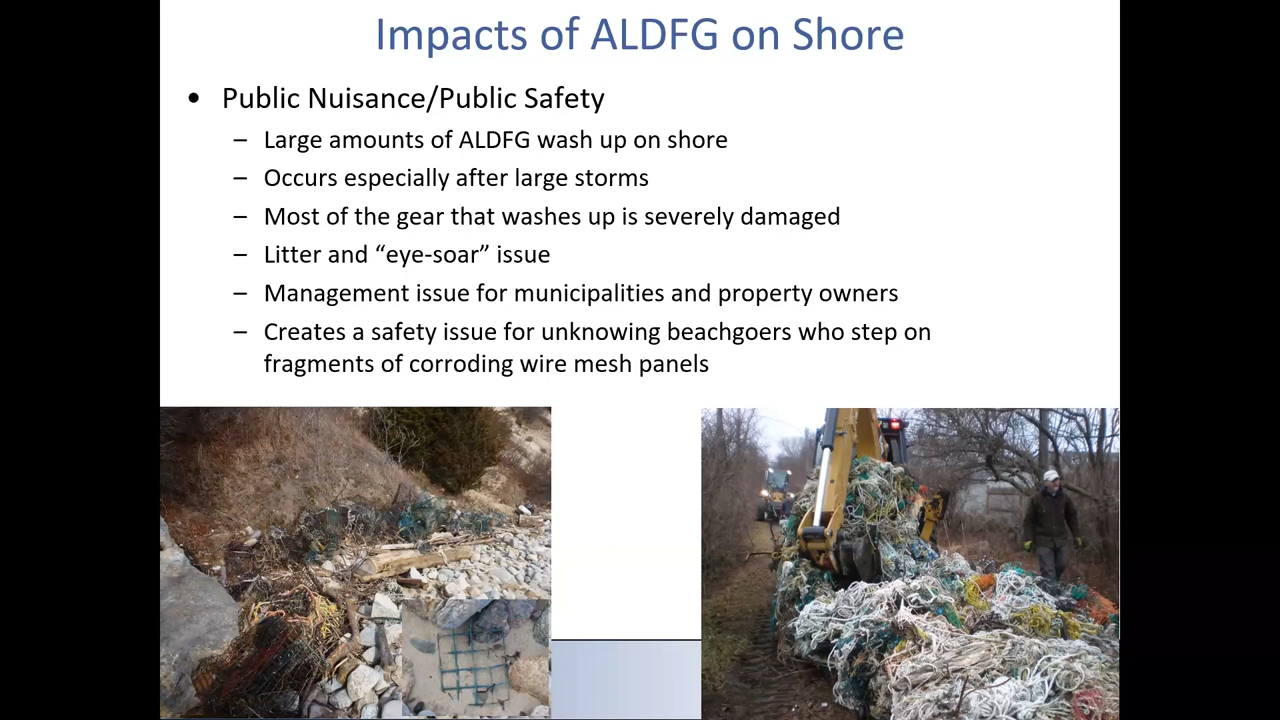 Impacts of ALDFG on Shore
• Public Nuisance/Public Safety
– Large amounts of ALDFG wash up on shore
– Occurs especially after large storms
– Most of the gear that washes up is severely damaged
– Litter and “eye-soar” issue
– Management issue for municipalities and property owners
– Creates a safety issue for unknowing beachgoers who step on
fragments of corroding wire mesh panels